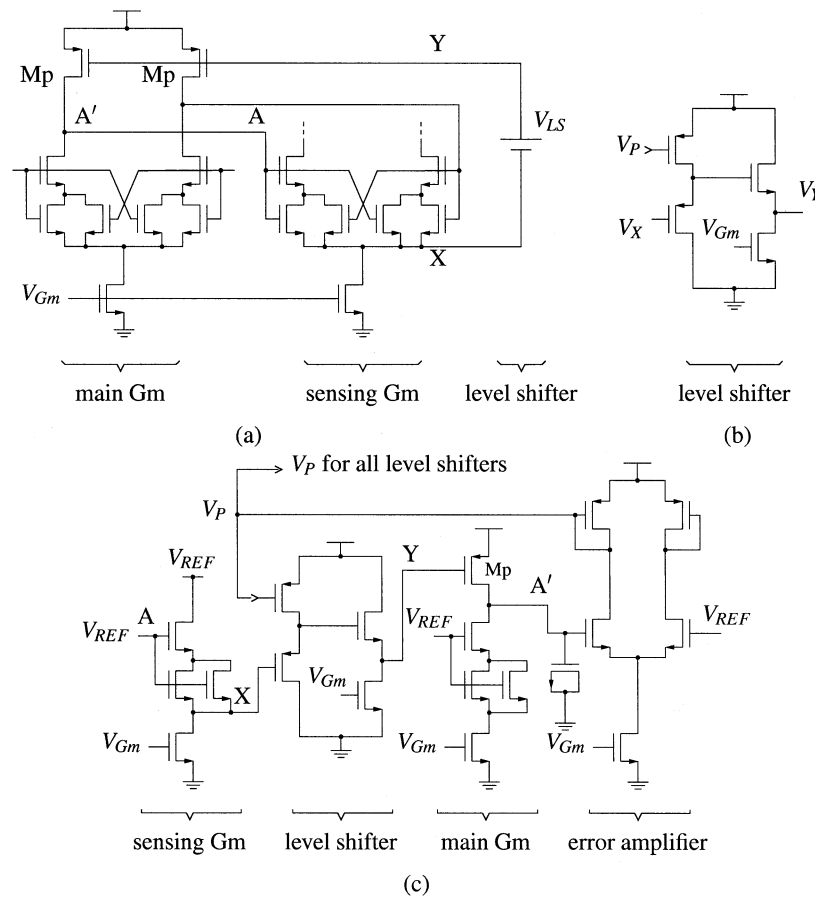 Y
Mp Mp
A′ A
V_LS
V_P
V_Y
V_X V_Gm
X
V_Gm
main Gm sensing Gm level shifter level shifter
(a) (b)
V_P for all level shifters
V_P
Y
V_REF
Mp
A′
V_REF A
V_REF
V_REF
X
V_Gm
V_Gm
V_Gm
V_Gm
sensing Gm level shifter main Gm error amplifier
(c)